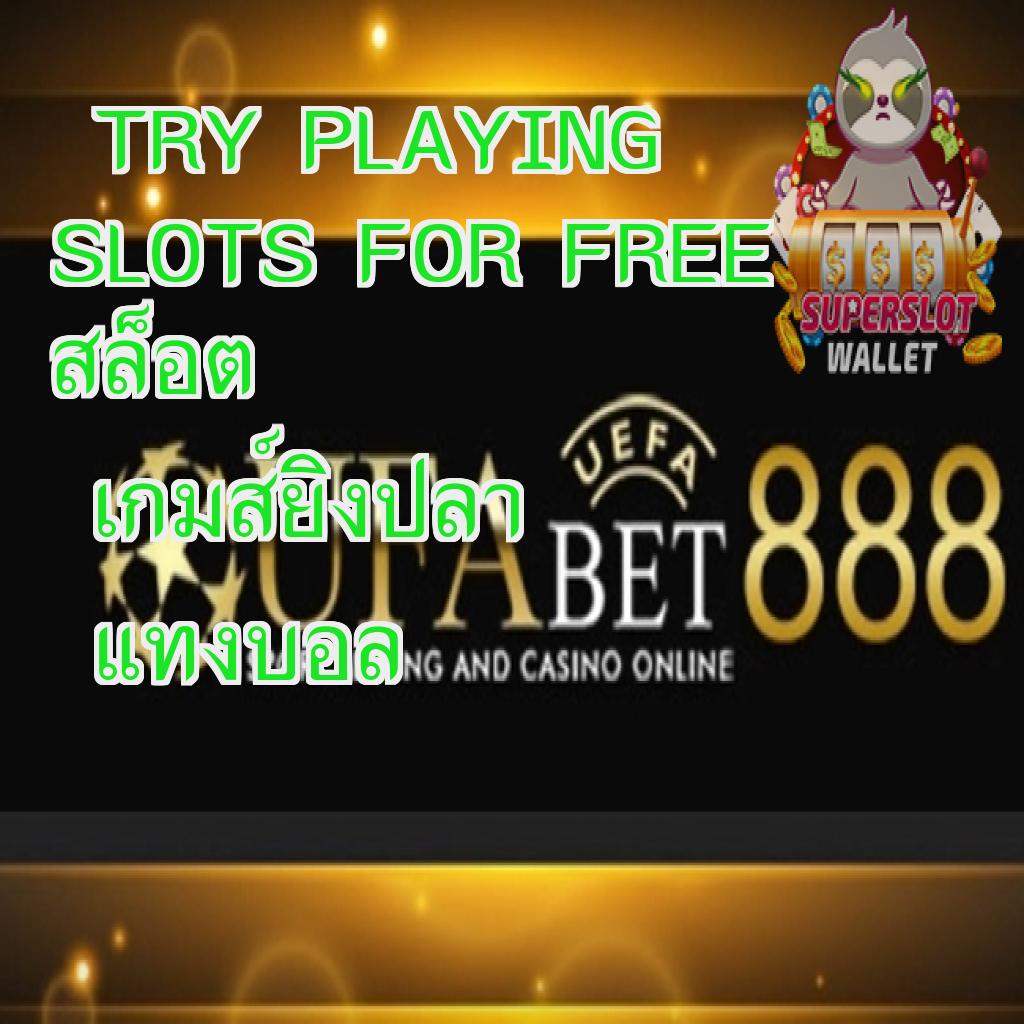 TRY PLAYING
SLOTS FOR FREE
สล็อต
SUPERSLOT
WALLET
UEFA
เกมส์ยิงปลา
UFABET888
แทงบอล
AND CASINO ONLINE